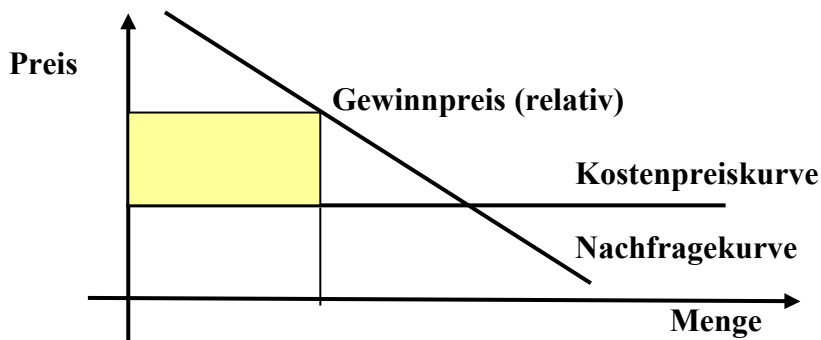 Preis
Gewinnpreis (relativ)
Kostenpreiskurve
Nachfragekurve
Menge